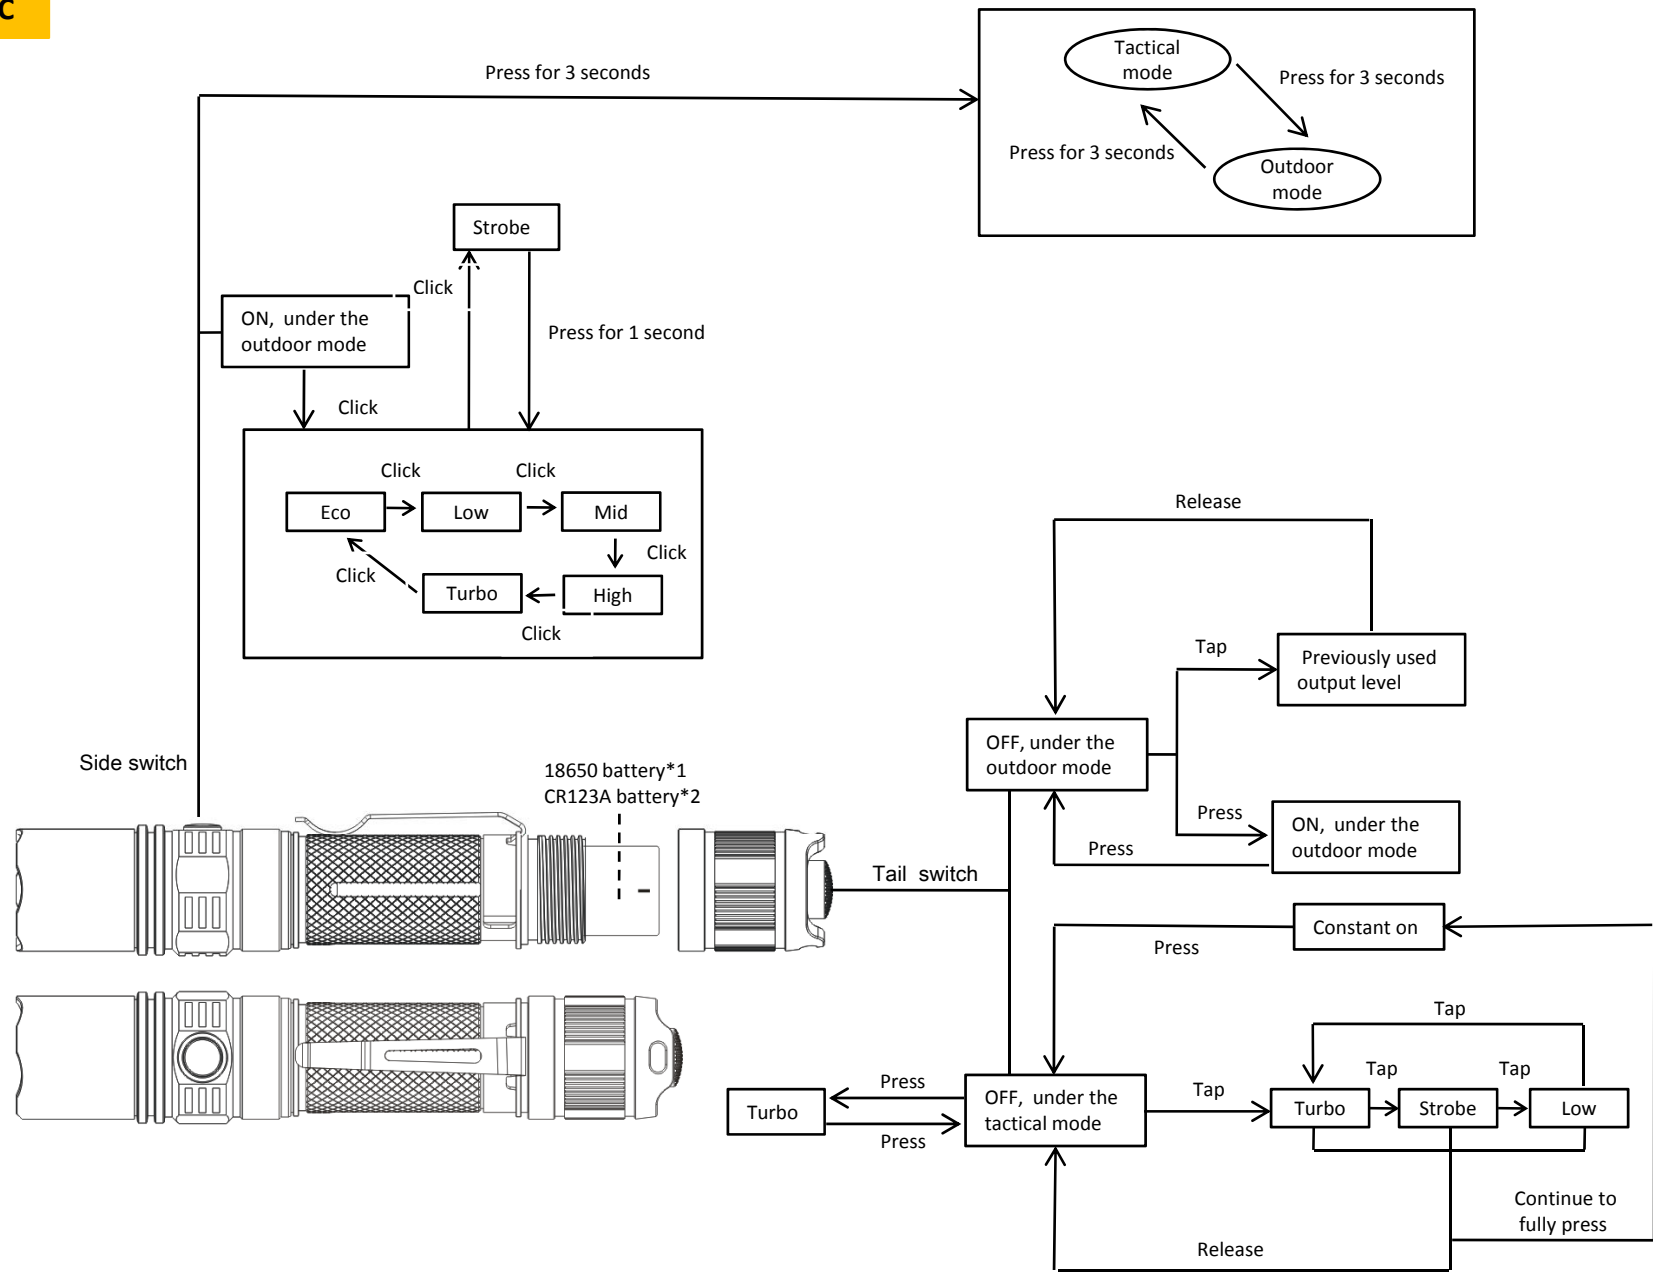 C
Press for 3 seconds
Tactical
mode
Press for 3 seconds
Press for 3 seconds
Outdoor
mode
Strobe
Click
ON, under the
outdoor mode
Press for 1 second
Click
Click
Click
Eco
Low
Mid
Click
Click
Turbo
High
Click
Release
Tap
Previously used
output level
OFF, under the
outdoor mode
Side switch
18650 battery*1
CR123A battery*2
Press
ON, under the
outdoor mode
Press
Tail switch
Constant on
Press
Tap
Press
OFF, under the
tactical mode
Tap
Tap
Tap
Turbo
Turbo
Strobe
Low
Press
Continue to
fully press
Release